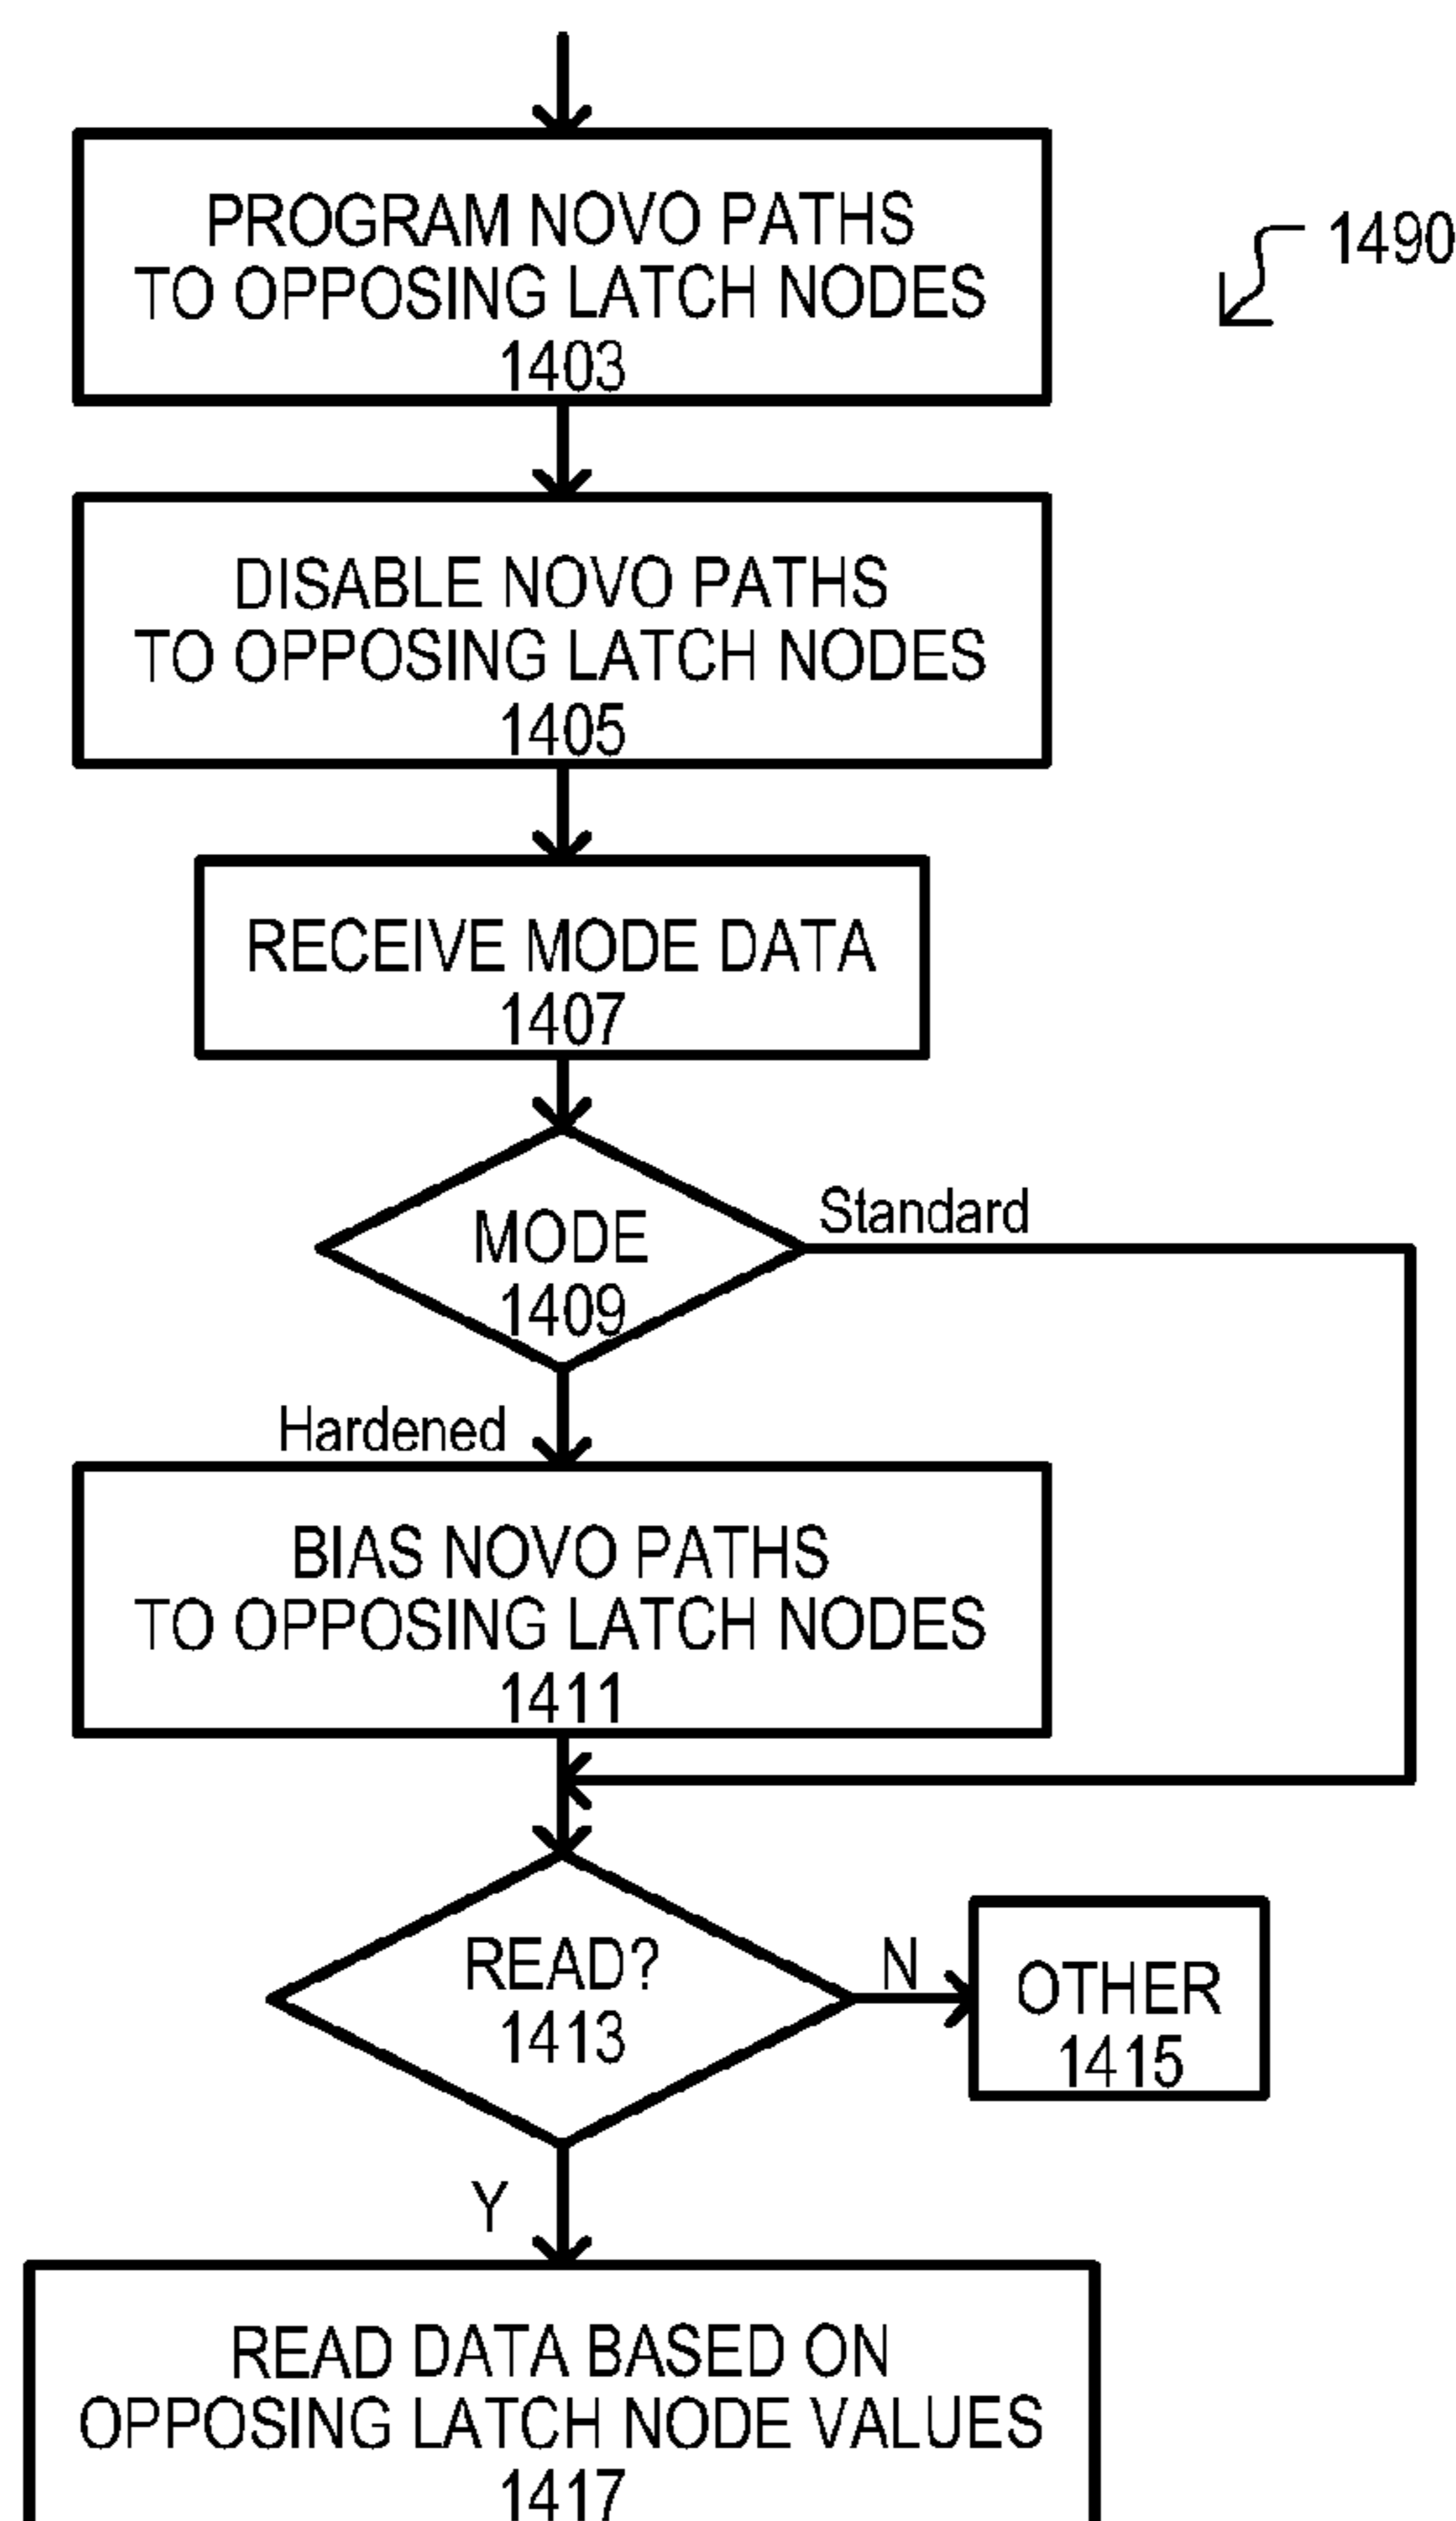 PROGRAM NOVO PATHS
TO OPPOSING LATCH NODES
1403
1490
DISABLE NOVO PATHS
TO OPPOSING LATCH NODES
1405
RECEIVE MODE DATA
1407
MODE
1409
Standard
Hardened
BIAS NOVO PATHS
TO OPPOSING LATCH NODES
1411
READ?
1413
N
OTHER
1415
Y
READ DATA BASED ON
OPPOSING LATCH NODE VALUES
1417